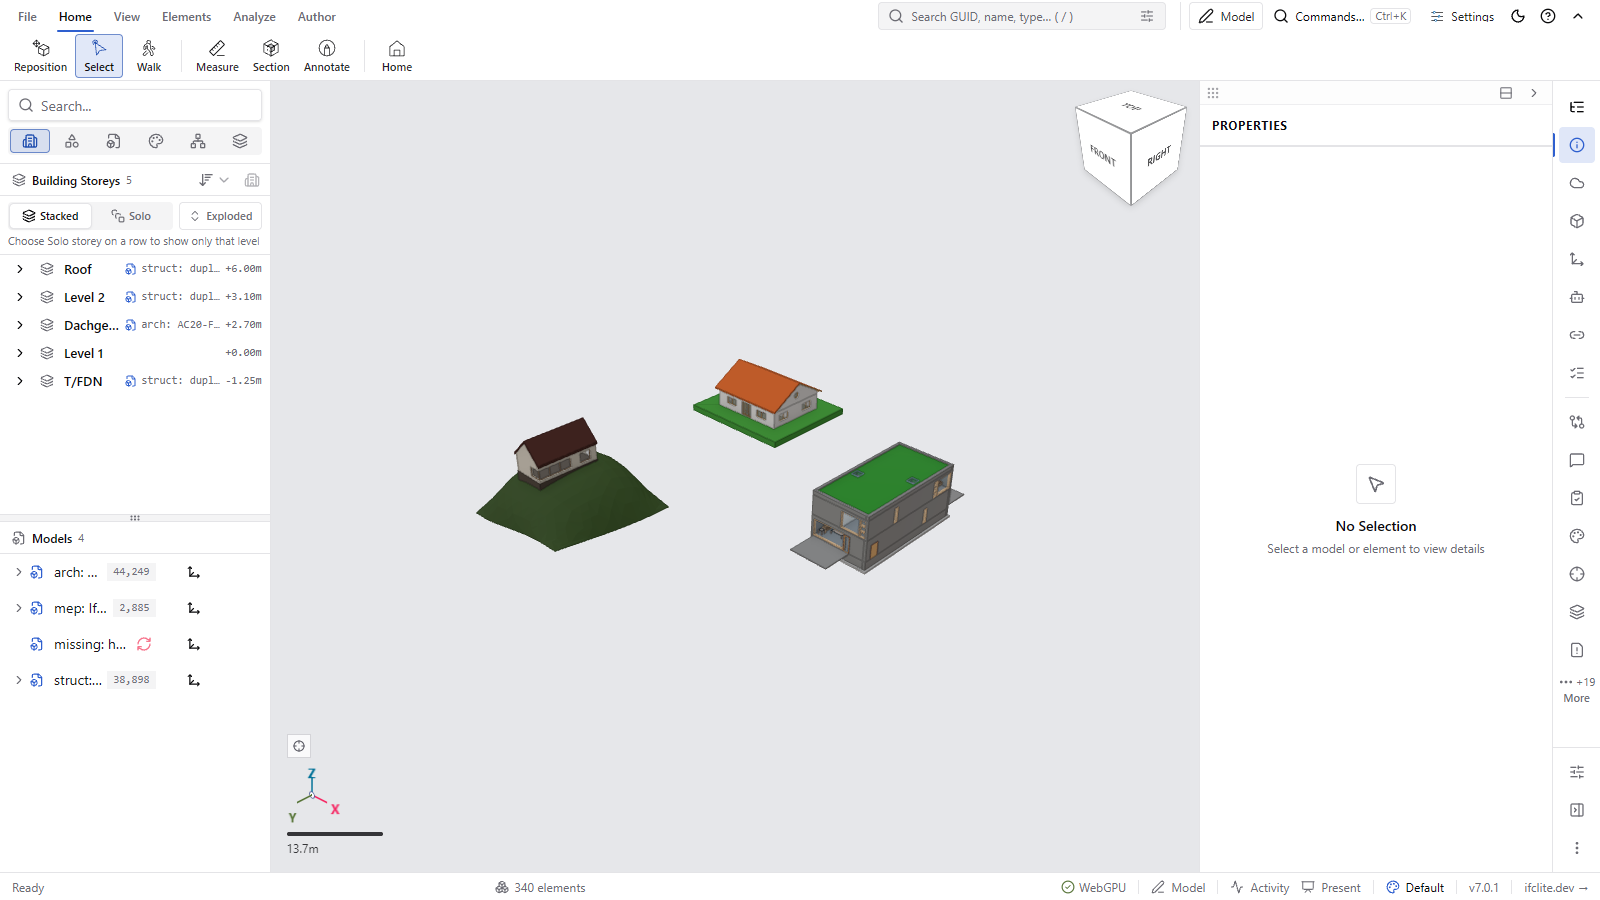 File Home View Elements Analyze Author
Search GUID, name, type... ( / )
Model
Commands... Ctrl+K
Settings
Reposition Select Walk Measure Section Annotate Home
Search...
Building Storeys 5
Stacked Solo Exploded
Choose Solo storey on a row to show only that level
Roof struct: dupl... +6.00m
Level 2 struct: dupl... +3.10m
Dachge... arch: AC20-F... +2.70m
Level 1 +0.00m
T/FDN struct: dupl... -1.25m
Models 4
arch: ... 44,249
mep: If... 2,885
missing: h...
struct:... 38,898
TOP
FRONT
RIGHT
Z
X
Y
13.7m
PROPERTIES
No Selection
Select a model or element to view details
+19
More
Ready
340 elements
WebGPU
Model
Activity
Present
Default
v7.0.1
ifclite.dev →